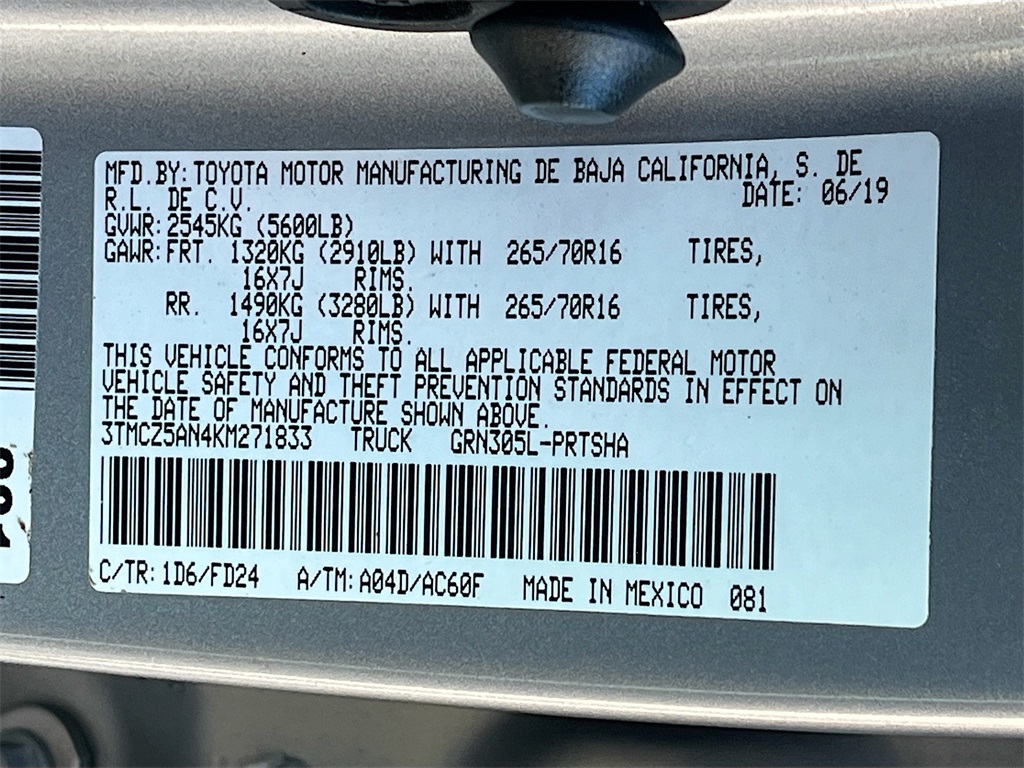 MFD.BY:TOYOTA MOTOR MANUFACTURING DE BAJA CALIFORNIA, S. DE
R.L. DE C.V. DATE: 06/19
GVWR:2545KG (5600LB)
GAWR:FRT. 1320KG (2910LB) WITH 265/70R16 TIRES,
16X7J RIMS.
RR. 1490KG (3280LB) WITH 265/70R16 TIRES,
16X7J RIMS.
THIS VEHICLE CONFORMS TO ALL APPLICABLE FEDERAL MOTOR
VEHICLE SAFETY AND THEFT PREVENTION STANDARDS IN EFFECT ON
THE DATE OF MANUFACTURE SHOWN ABOVE.
3TMCZ5AN4KM271833 TRUCK GRN305L-PRTSHA
C/TR:1D6/FD24 A/TM:A04D/AC60F MADE IN MEXICO 081